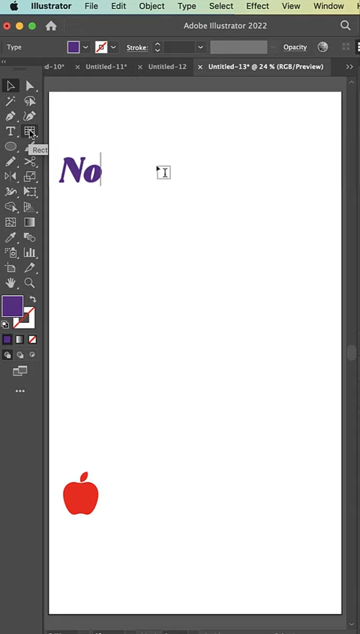 Illustrator File Edit Object Type Select Effect View Window
Adobe Illustrator 2022
Type Stroke: Opacity
d-10* × Untitled-11* × Untitled-12 × Untitled-13* @ 24 % (RGB/Preview)
Rect
No